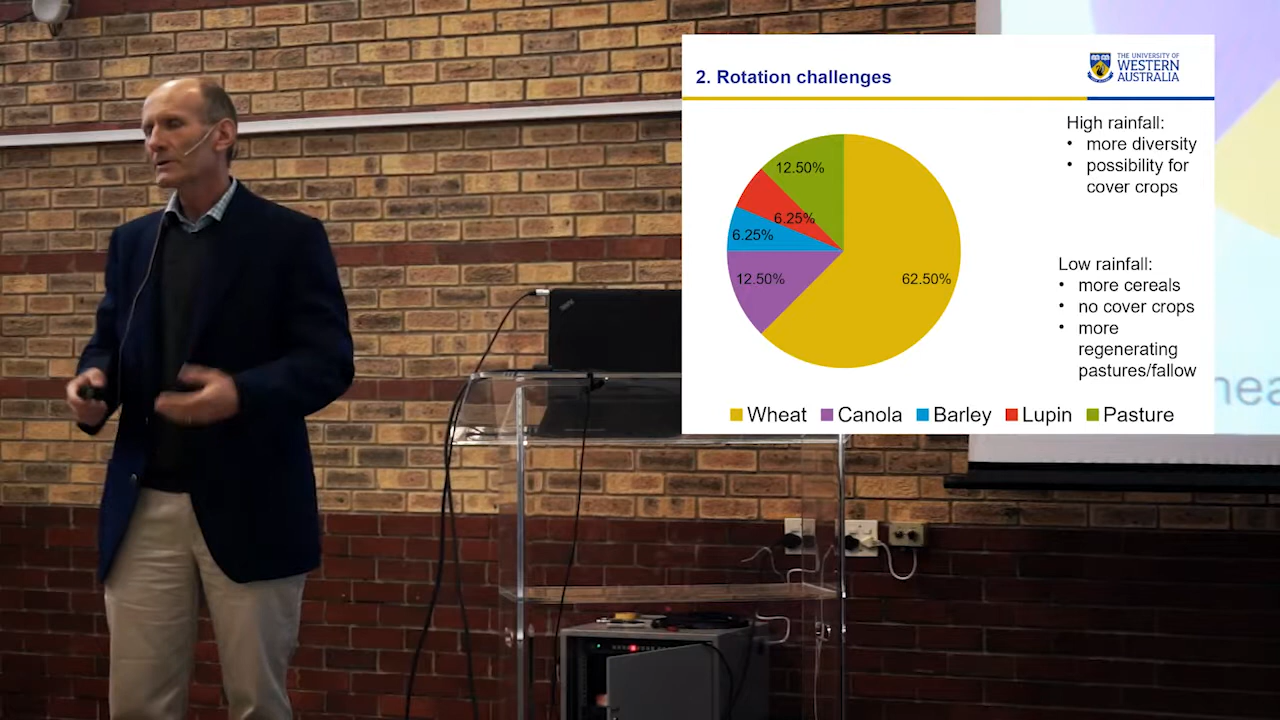 2. Rotation challenges
THE UNIVERSITY OF
WESTERN
AUSTRALIA
High rainfall:
• more diversity
• possibility for
cover crops
12.50%
6.25%
6.25%
12.50%
62.50%
Low rainfall:
• more cereals
• no cover crops
• more
regenerating
pastures/fallow
Wheat Canola Barley Lupin Pasture
ThinkPad